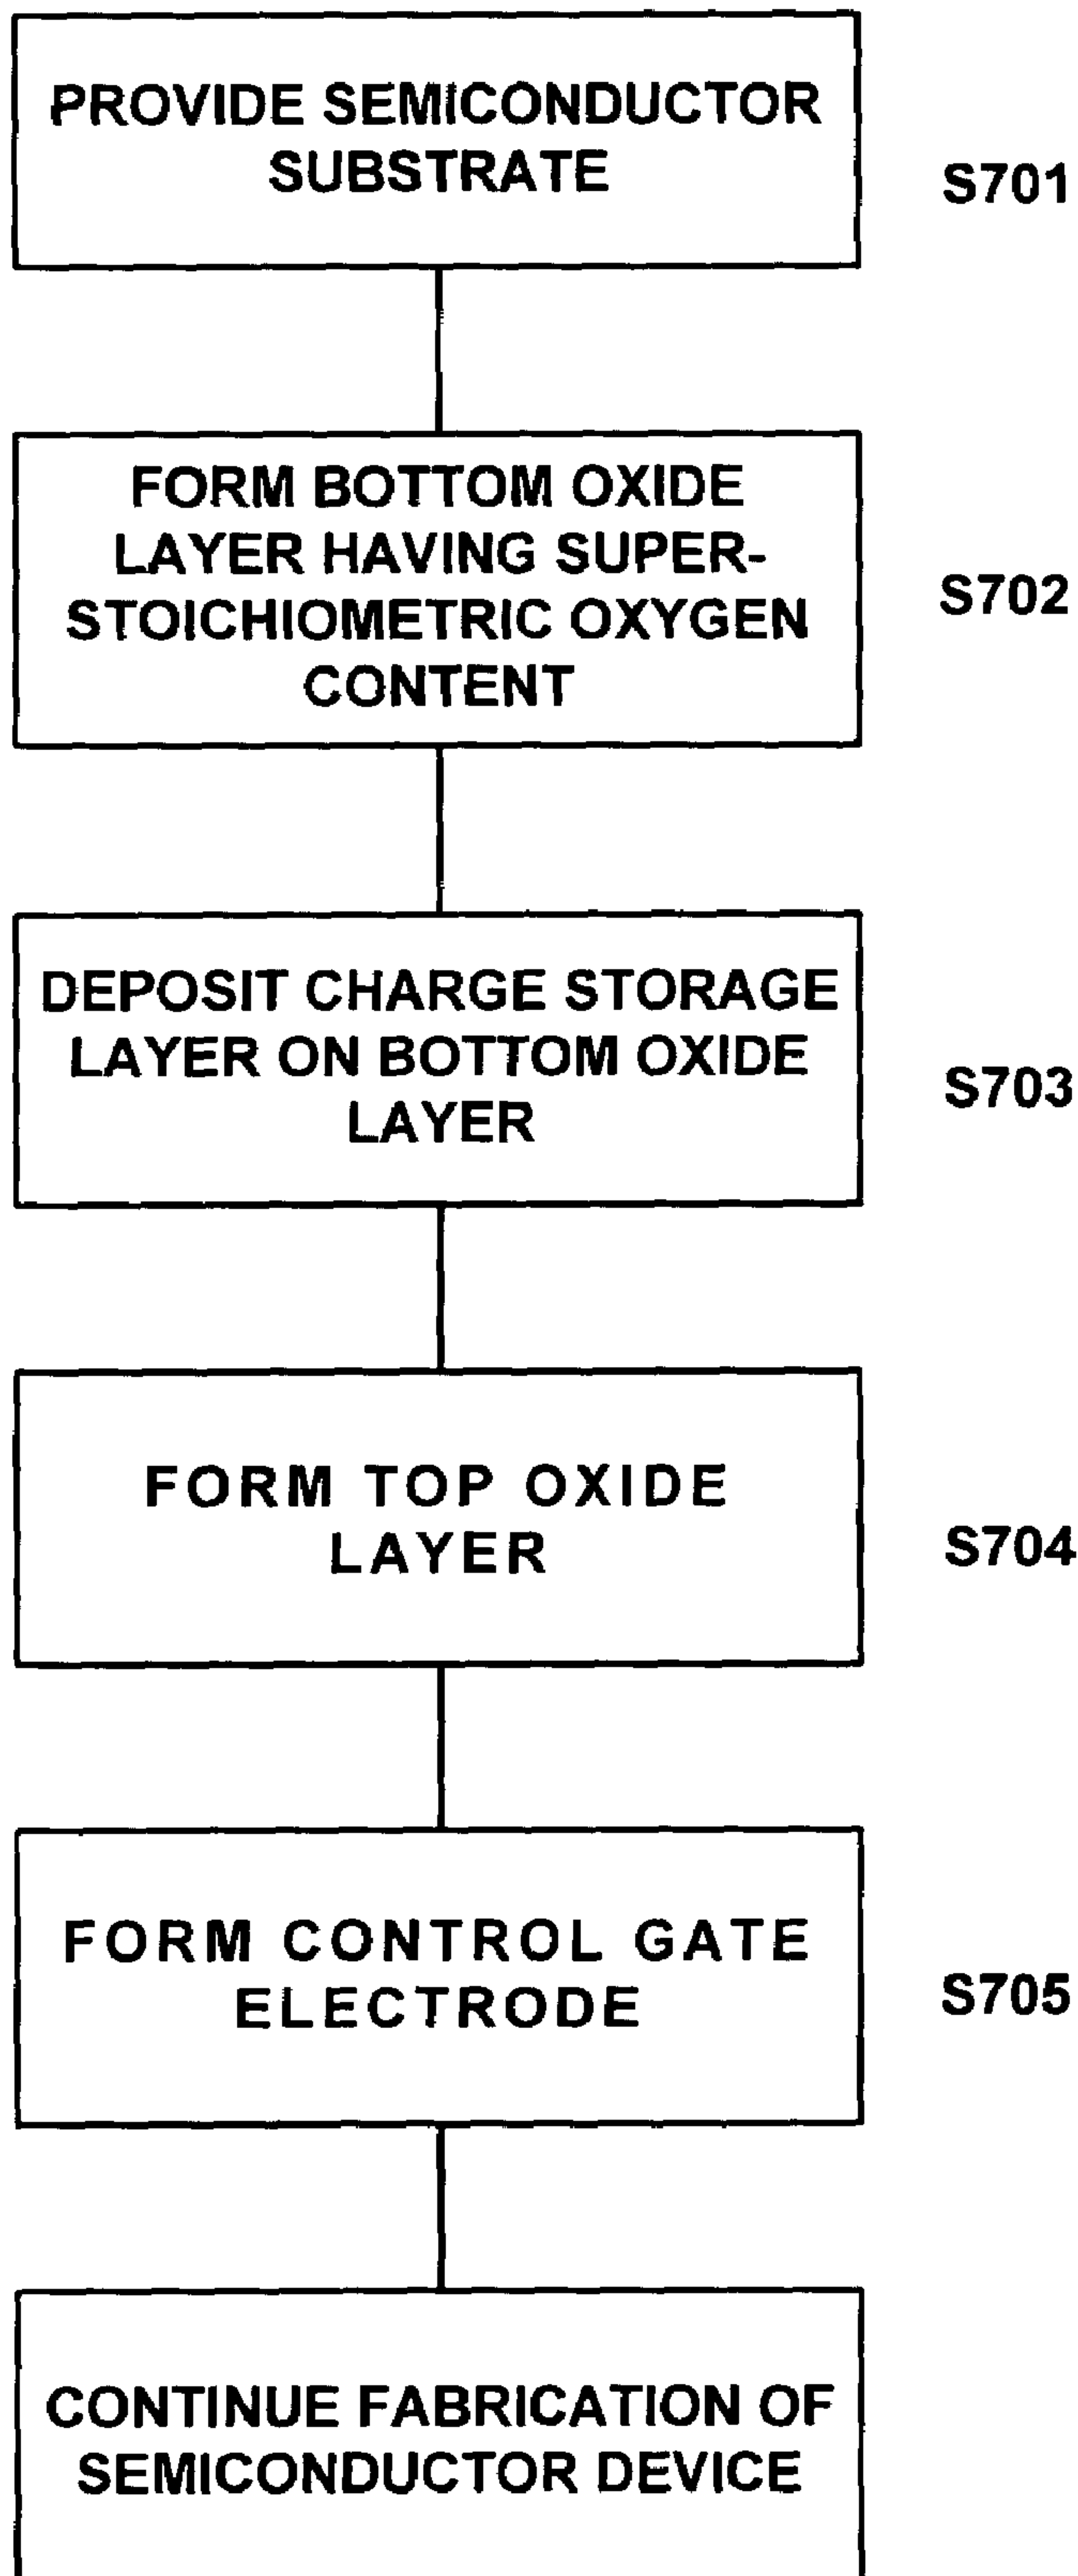 PROVIDE SEMICONDUCTOR
SUBSTRATE
S701
FORM BOTTOM OXIDE
LAYER HAVING SUPER-
STOICHIOMETRIC OXYGEN
CONTENT
S702
DEPOSIT CHARGE STORAGE
LAYER ON BOTTOM OXIDE
LAYER
S703
FORM TOP OXIDE
LAYER
S704
FORM CONTROL GATE
ELECTRODE
S705
CONTINUE FABRICATION OF
SEMICONDUCTOR DEVICE